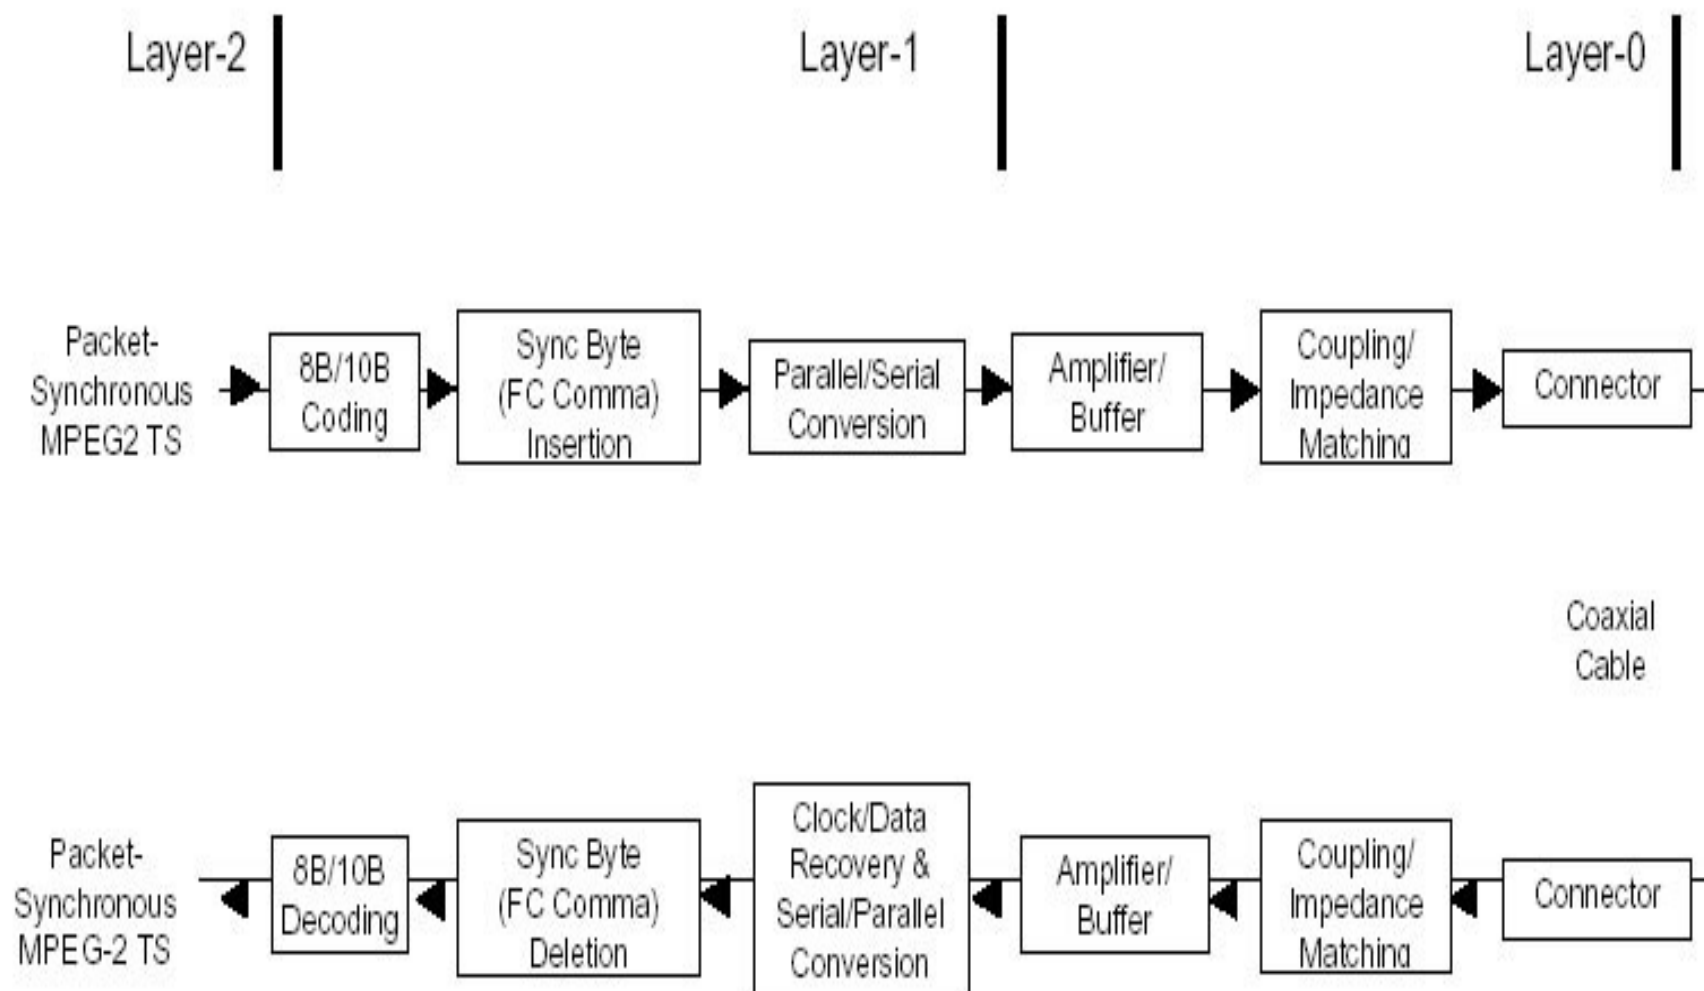 Layer-2
Layer-1
Layer-0
Packet-
Synchronous
MPEG2 TS
8B/10B
Coding
Sync Byte
(FC Comma)
Insertion
Parallel/Serial
Conversion
Amplifier/
Buffer
Coupling/
Impedance
Matching
Connector
Coaxial
Cable
Packet-
Synchronous
MPEG-2 TS
8B/10B
Decoding
Sync Byte
(FC Comma)
Deletion
Clock/Data
Recovery &
Serial/Parallel
Conversion
Amplifier/
Buffer
Coupling/
Impedance
Matching
Connector